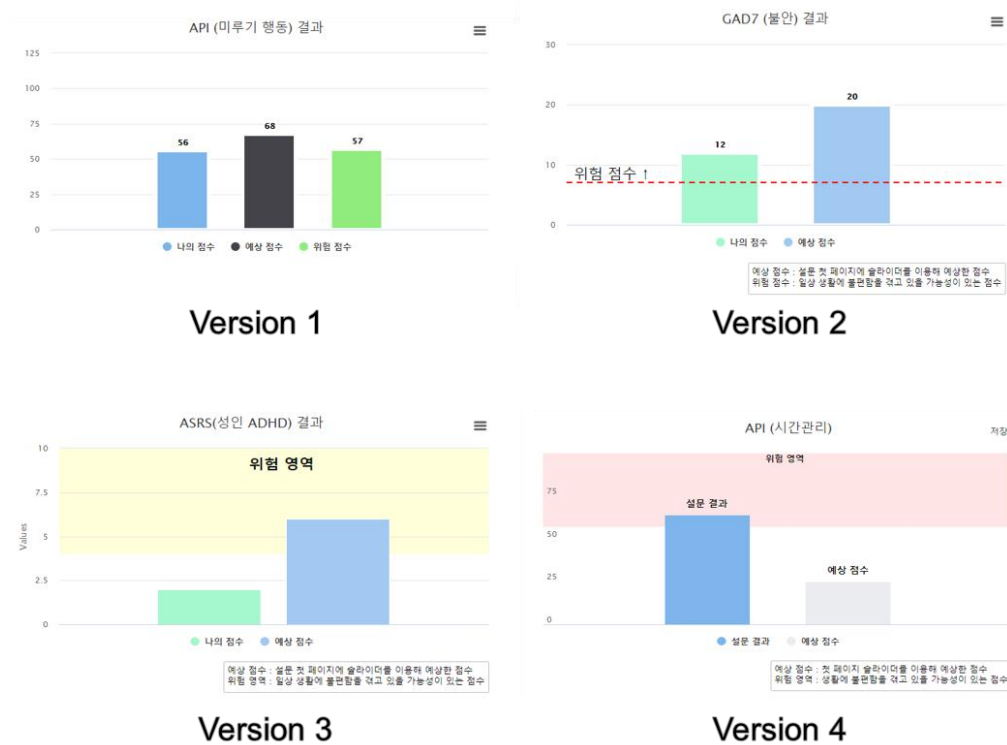 API (미루기 행동) 결과
125
100
75
50
25
0
56
68
57
나의 점수 예상 점수 위험 점수
Version 1
GAD7 (불안) 결과
30
20
10
0
12
20
위험 점수 ↑
나의 점수 예상 점수
예상 점수 : 설문 첫 페이지에 슬라이더를 이용해 예상한 점수
위험 점수 : 일상 생활에 불편함을 겪고 있을 가능성이 있는 점수
Version 2
ASRS(성인 ADHD) 결과
10
7.5
5
2.5
0
Values
위험 영역
나의 점수 예상 점수
예상 점수 : 설문 첫 페이지에 슬라이더를 이용해 예상한 점수
위험 영역 : 일상 생활에 불편함을 겪고 있을 가능성이 있는 점수
Version 3
API (시간관리)
저장
위험 영역
75
50
25
0
설문 결과
예상 점수
설문 결과 예상 점수
예상 점수 : 첫 페이지 슬라이더를 이용해 예상한 점수
위험 영역 : 생활에 불편함을 겪고 있을 가능성이 있는 점수
Version 4